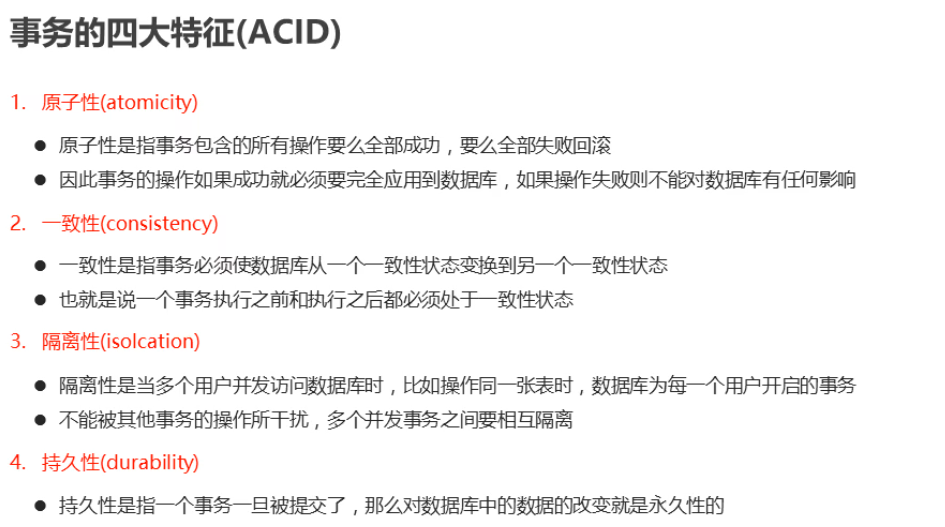 事务的四大特征(ACID)
1. 原子性(atomicity)
● 原子性是指事务包含的所有操作要么全部成功，要么全部失败回滚
● 因此事务的操作如果成功就必须要完全应用到数据库，如果操作失败则不能对数据库有任何影响
2. 一致性(consistency)
● 一致性是指事务必须使数据库从一个一致性状态变换到另一个一致性状态
● 也就是说一个事务执行之前和执行之后都必须处于一致性状态
3. 隔离性(isolcation)
● 隔离性是当多个用户并发访问数据库时，比如操作同一张表时，数据库为每一个用户开启的事务
● 不能被其他事务的操作所干扰，多个并发事务之间要相互隔离
4. 持久性(durability)
● 持久性是指一个事务一旦被提交了，那么对数据库中的数据的改变就是永久性的